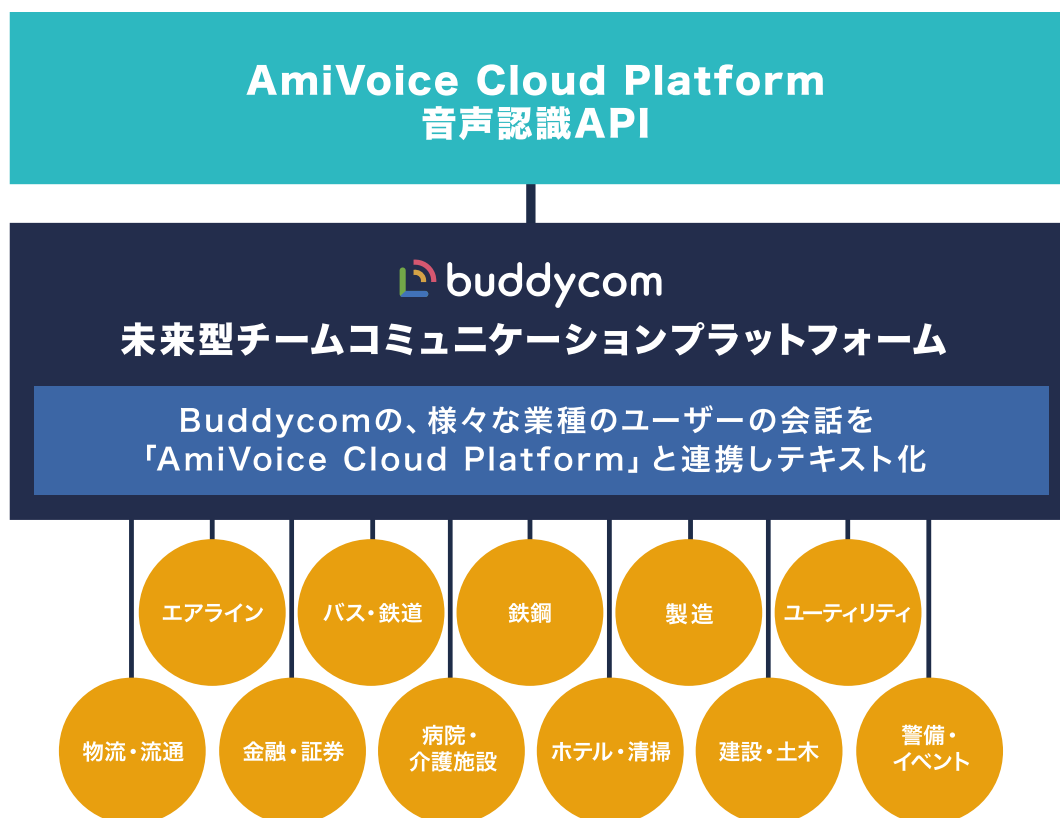 AmiVoice Cloud Platform
音声認識API
buddycom
未来型チームコミュニケーションプラットフォーム
Buddycomの、様々な業種のユーザーの会話を
「AmiVoice Cloud Platform」と連携しテキスト化
エアライン
バス・鉄道
鉄鋼
製造
ユーティリティ
物流・流通
金融・証券
病院・
介護施設
ホテル・清掃
建設・土木
警備・
イベント